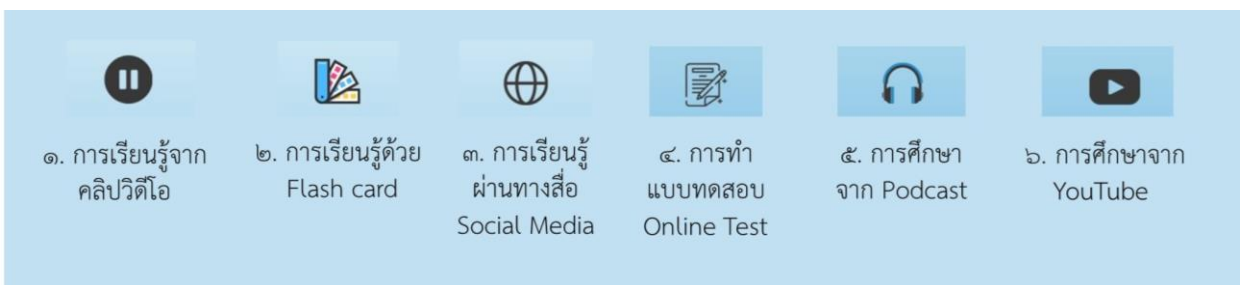 ๑. การเรียนรู้จาก
คลิปวิดีโอ
๒. การเรียนรู้ด้วย
Flash card
๓. การเรียนรู้
ผ่านทางสื่อ
Social Media
๔. การทำ
แบบทดสอบ
Online Test
๕. การศึกษา
จาก Podcast
๖. การศึกษาจาก
YouTube